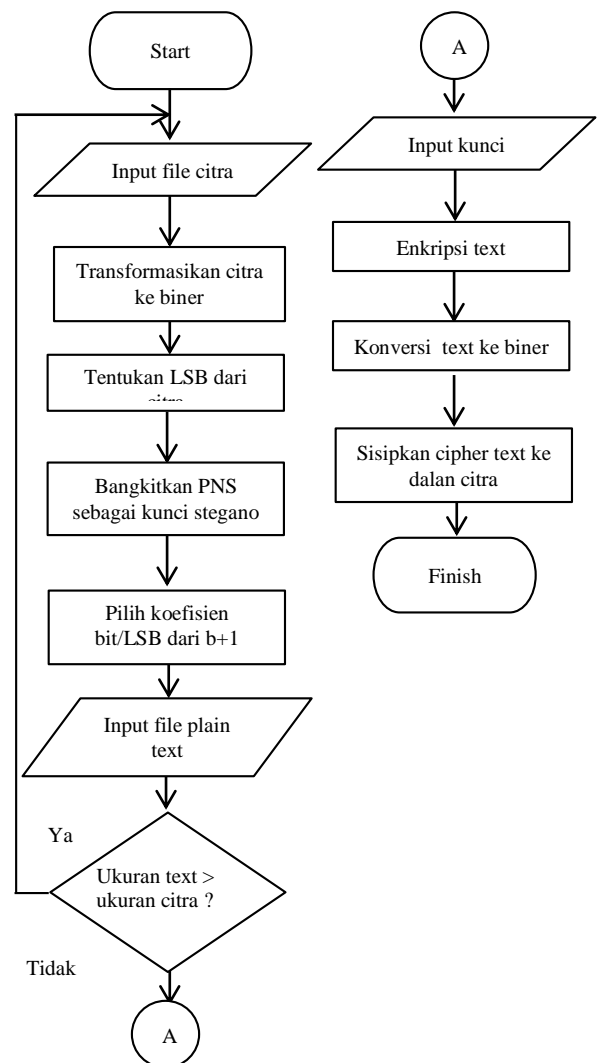 Start
Input file citra
Transformasikan citra
ke biner
Tentukan LSB dari
citra
Bangkitkan PNS
sebagai kunci stegano
Pilih koefisien
bit/LSB dari b+1
Input file plain
text
Ya
Ukuran text >
ukuran citra ?
Tidak
A
A
Input kunci
Enkripsi text
Konversi text ke biner
Sisipkan cipher text ke
dalan citra
Finish